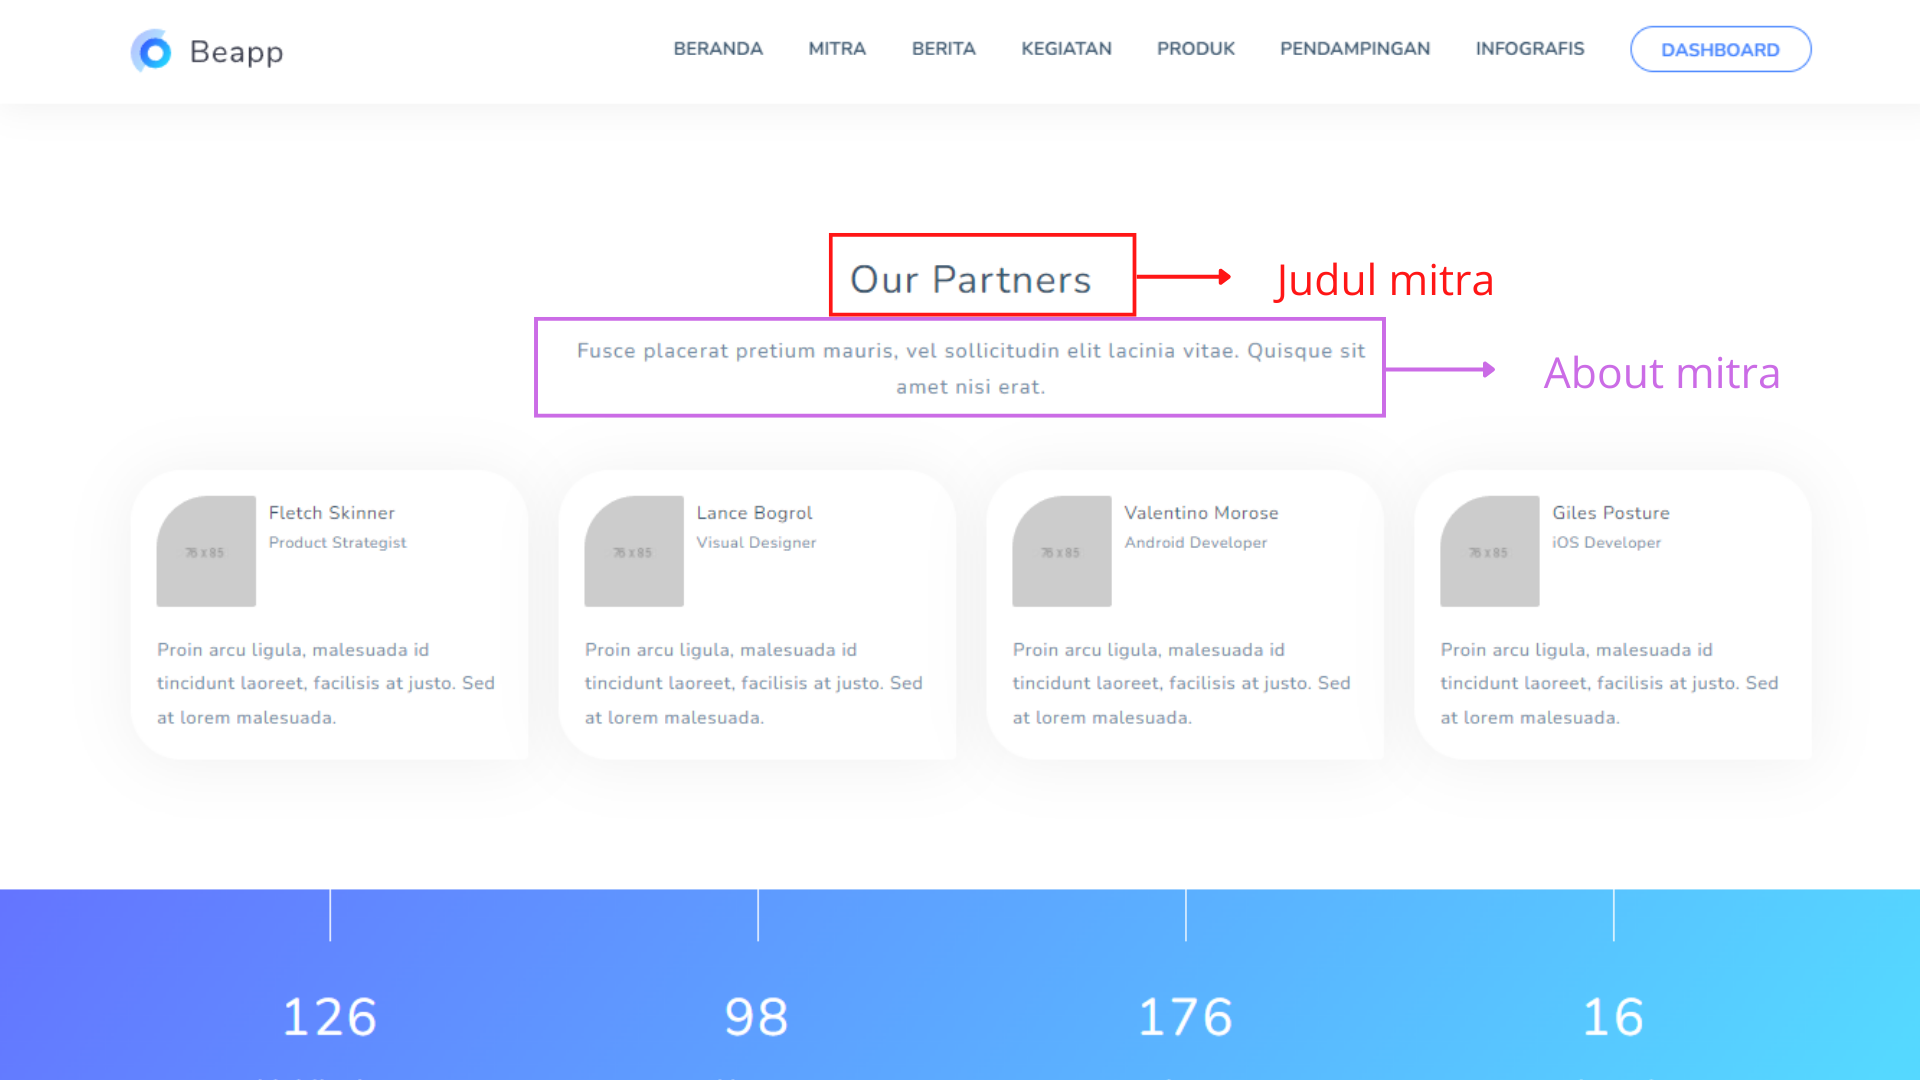 Beapp
BERANDA MITRA BERITA KEGIATAN PRODUK PENDAMPINGAN INFOGRAFIS DASHBOARD
Our Partners
Judul mitra
Fusce placerat pretium mauris, vel sollicitudin elit lacinia vitae. Quisque sit
amet nisi erat.
About mitra
76 x 85
Fletch Skinner
Product Strategist
Proin arcu ligula, malesuada id
tincidunt laoreet, facilisis at justo. Sed
at lorem malesuada.
76 x 85
Lance Bogrol
Visual Designer
Proin arcu ligula, malesuada id
tincidunt laoreet, facilisis at justo. Sed
at lorem malesuada.
76 x 85
Valentino Morose
Android Developer
Proin arcu ligula, malesuada id
tincidunt laoreet, facilisis at justo. Sed
at lorem malesuada.
76 x 85
Giles Posture
iOS Developer
Proin arcu ligula, malesuada id
tincidunt laoreet, facilisis at justo. Sed
at lorem malesuada.
126 98 176 16